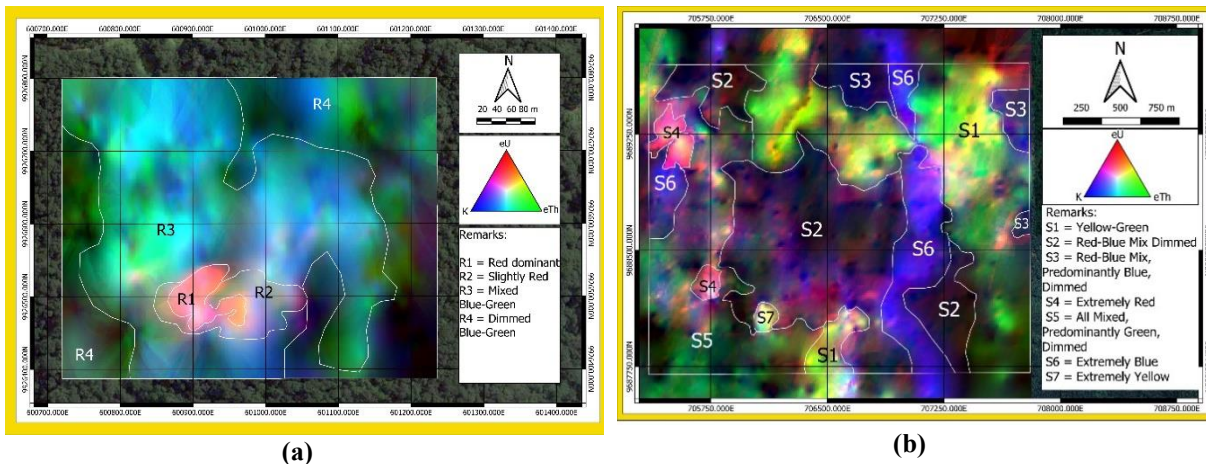 600700.000E 600800.000E 600900.000E 601000.000E 601100.000E 601200.000E 601300.000E 601400.000E
R4
R3
R1
R2
R4
N
20 40 60 80 m
eU
K
eTh
Remarks:
R1 = Red dominant
R2 = Slightly Red
R3 = Mixed
Blue-Green
R4 = Dimmed
Blue-Green
600700.000E 600800.000E 600900.000E 601000.000E 601100.000E 601200.000E 601300.000E 601400.000E
(a)
705750.000E 706500.000E 707250.000E 708000.000E 708750.000E
9689250.000N
9688500.000N
9687750.000N
S2
S3
S6
S4
S1
S3
S6
S2
S6
S3
S4
S7
S2
S5
S1
N
250 500 750 m
eU
K
eTh
Remarks:
S1 = Yellow-Green
S2 = Red-Blue Mix Dimmed
S3 = Red-Blue Mix,
Predominantly Blue,
Dimmed
S4 = Extremely Red
S5 = All Mixed,
Predominantly Green,
Dimmed
S6 = Extremely Blue
S7 = Extremely Yellow
705750.000E 706500.000E 707250.000E 708000.000E 708750.000E
(b)